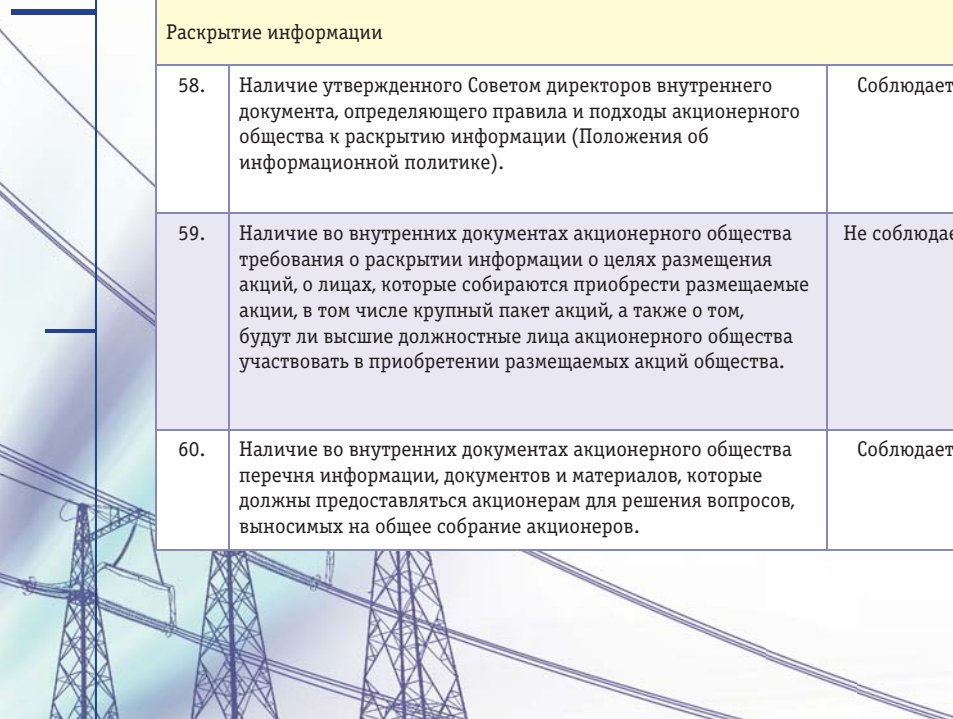 Раскрытие информации
58. Наличие утвержденного Советом директоров внутреннего Соблюдает
документа, определяющего правила и подходы акционерного
общества к раскрытию информации (Положения об
информационной политике).
59. Наличие во внутренних документах акционерного общества Не соблюдае
требования о раскрытии информации о целях размещения
акций, о лицах, которые собираются приобрести размещаемые
акции, в том числе крупный пакет акций, а также о том,
будут ли высшие должностные лица акционерного общества
участвовать в приобретении размещаемых акций общества.
60. Наличие во внутренних документах акционерного общества Соблюдает
перечня информации, документов и материалов, которые
должны предоставляться акционерам для решения вопросов,
выносимых на общее собрание акционеров.